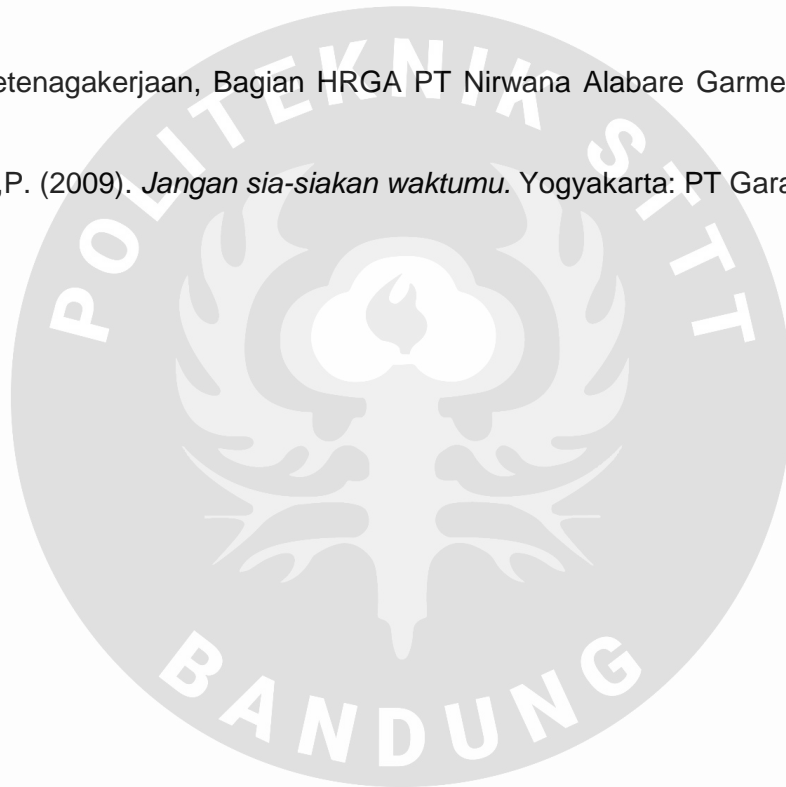 etenagakerjaan, Bagian HRGA PT Nirwana Alabare Garme
,P. (2009). Jangan sia-siakan waktumu. Yogyakarta: PT Gara
POLITEKNIK STTT
BANDUNG